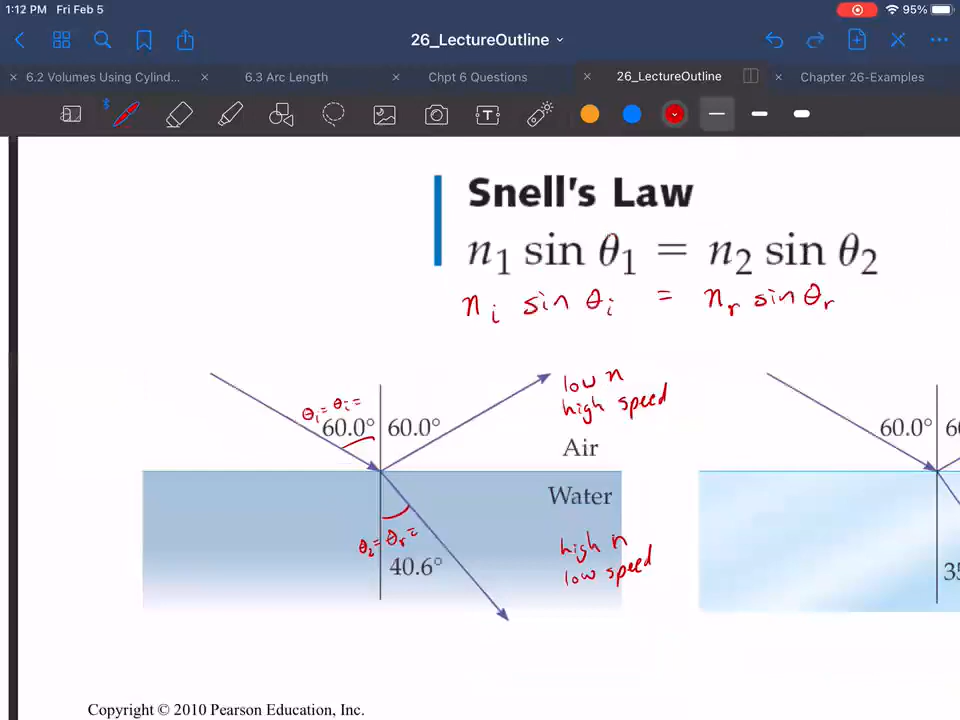 1:12 PM Fri Feb 5
95%
26_LectureOutline
6.2 Volumes Using Cylind...
6.3 Arc Length
Chpt 6 Questions
26_LectureOutline
Chapter 26-Examples
Snell's Law
n₁ sin θ₁ = n₂ sin θ₂
nᵢ sin θᵢ = nᵣ sin θᵣ
low n
high speed
θ₁ = θᵢ =
60.0° 60.0°
Air
Water
θ₂ = θᵣ =
40.6°
high n
low speed
60.0° 60
35
Copyright © 2010 Pearson Education, Inc.